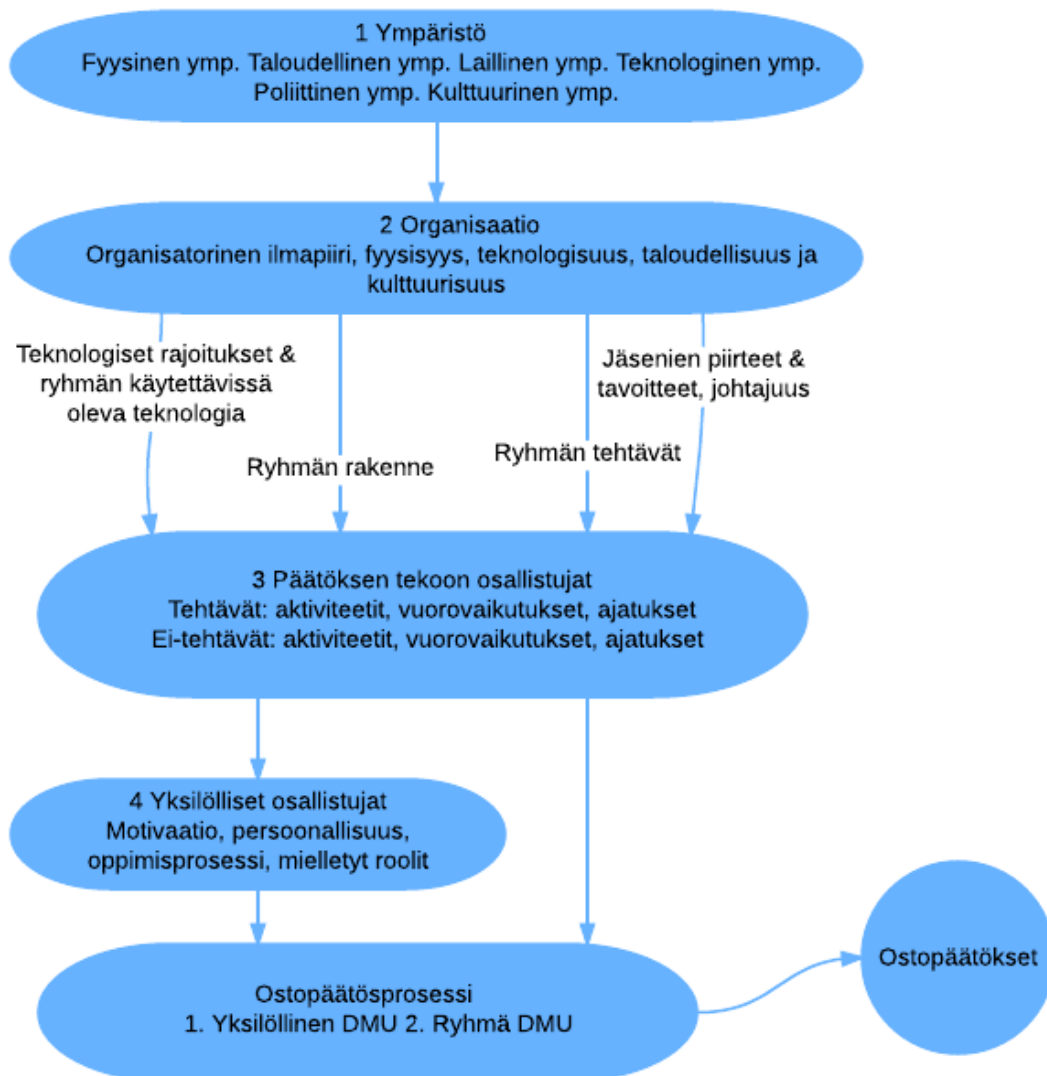 1 Ympäristö
Fyysinen ymp. Taloudellinen ymp. Laillinen ymp. Teknologinen ymp.
Poliittinen ymp. Kulttuurinen ymp.
2 Organisaatio
Organisatorinen ilmapiiri, fyysisyys, teknologisuus, taloudellisuus ja
kulttuurisuus
Teknologiset rajoitukset &
ryhmän käytettävissä
oleva teknologia
Ryhmän rakenne
Ryhmän tehtävät
Jäsenien piirteet &
tavoitteet, johtajuus
3 Päätöksen tekoon osallistujat
Tehtävät: aktiviteetit, vuorovaikutukset, ajatukset
Ei-tehtävät: aktiviteetit, vuorovaikutukset, ajatukset
4 Yksilölliset osallistujat
Motivaatio, persoonallisuus,
oppimisprosessi, mielletyt roolit
Ostopäätösprosessi
1. Yksilöllinen DMU 2. Ryhmä DMU
Ostopäätökset